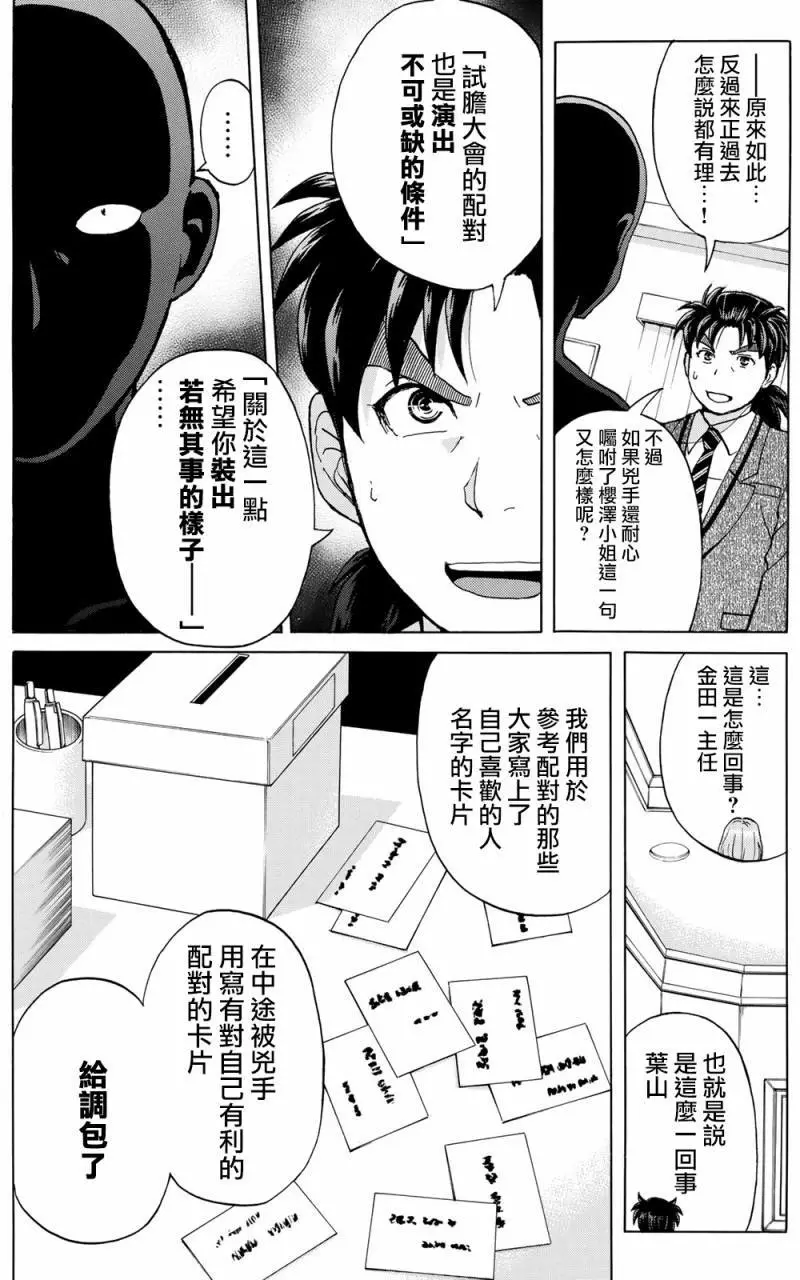 ——原來如此…
反過來正過去
怎麼說都有理…！
不過
如果兇手還耐心
囑咐了櫻澤小姐這一句
又怎麼樣呢？
「試膽大會的配對
也是演出
不可或缺的條件」
「關於這一點
希望你裝出
若無其事的樣子——」
……
……
這…
這是怎麼回事？
金田一主任
也就是說
是這麼一回事
葉山
我們用於
參考配對的那些
大家寫上了
自己喜歡的人
名字的卡片
在中途被兇手
用寫有對自己有利的
配對的卡片
給調包了